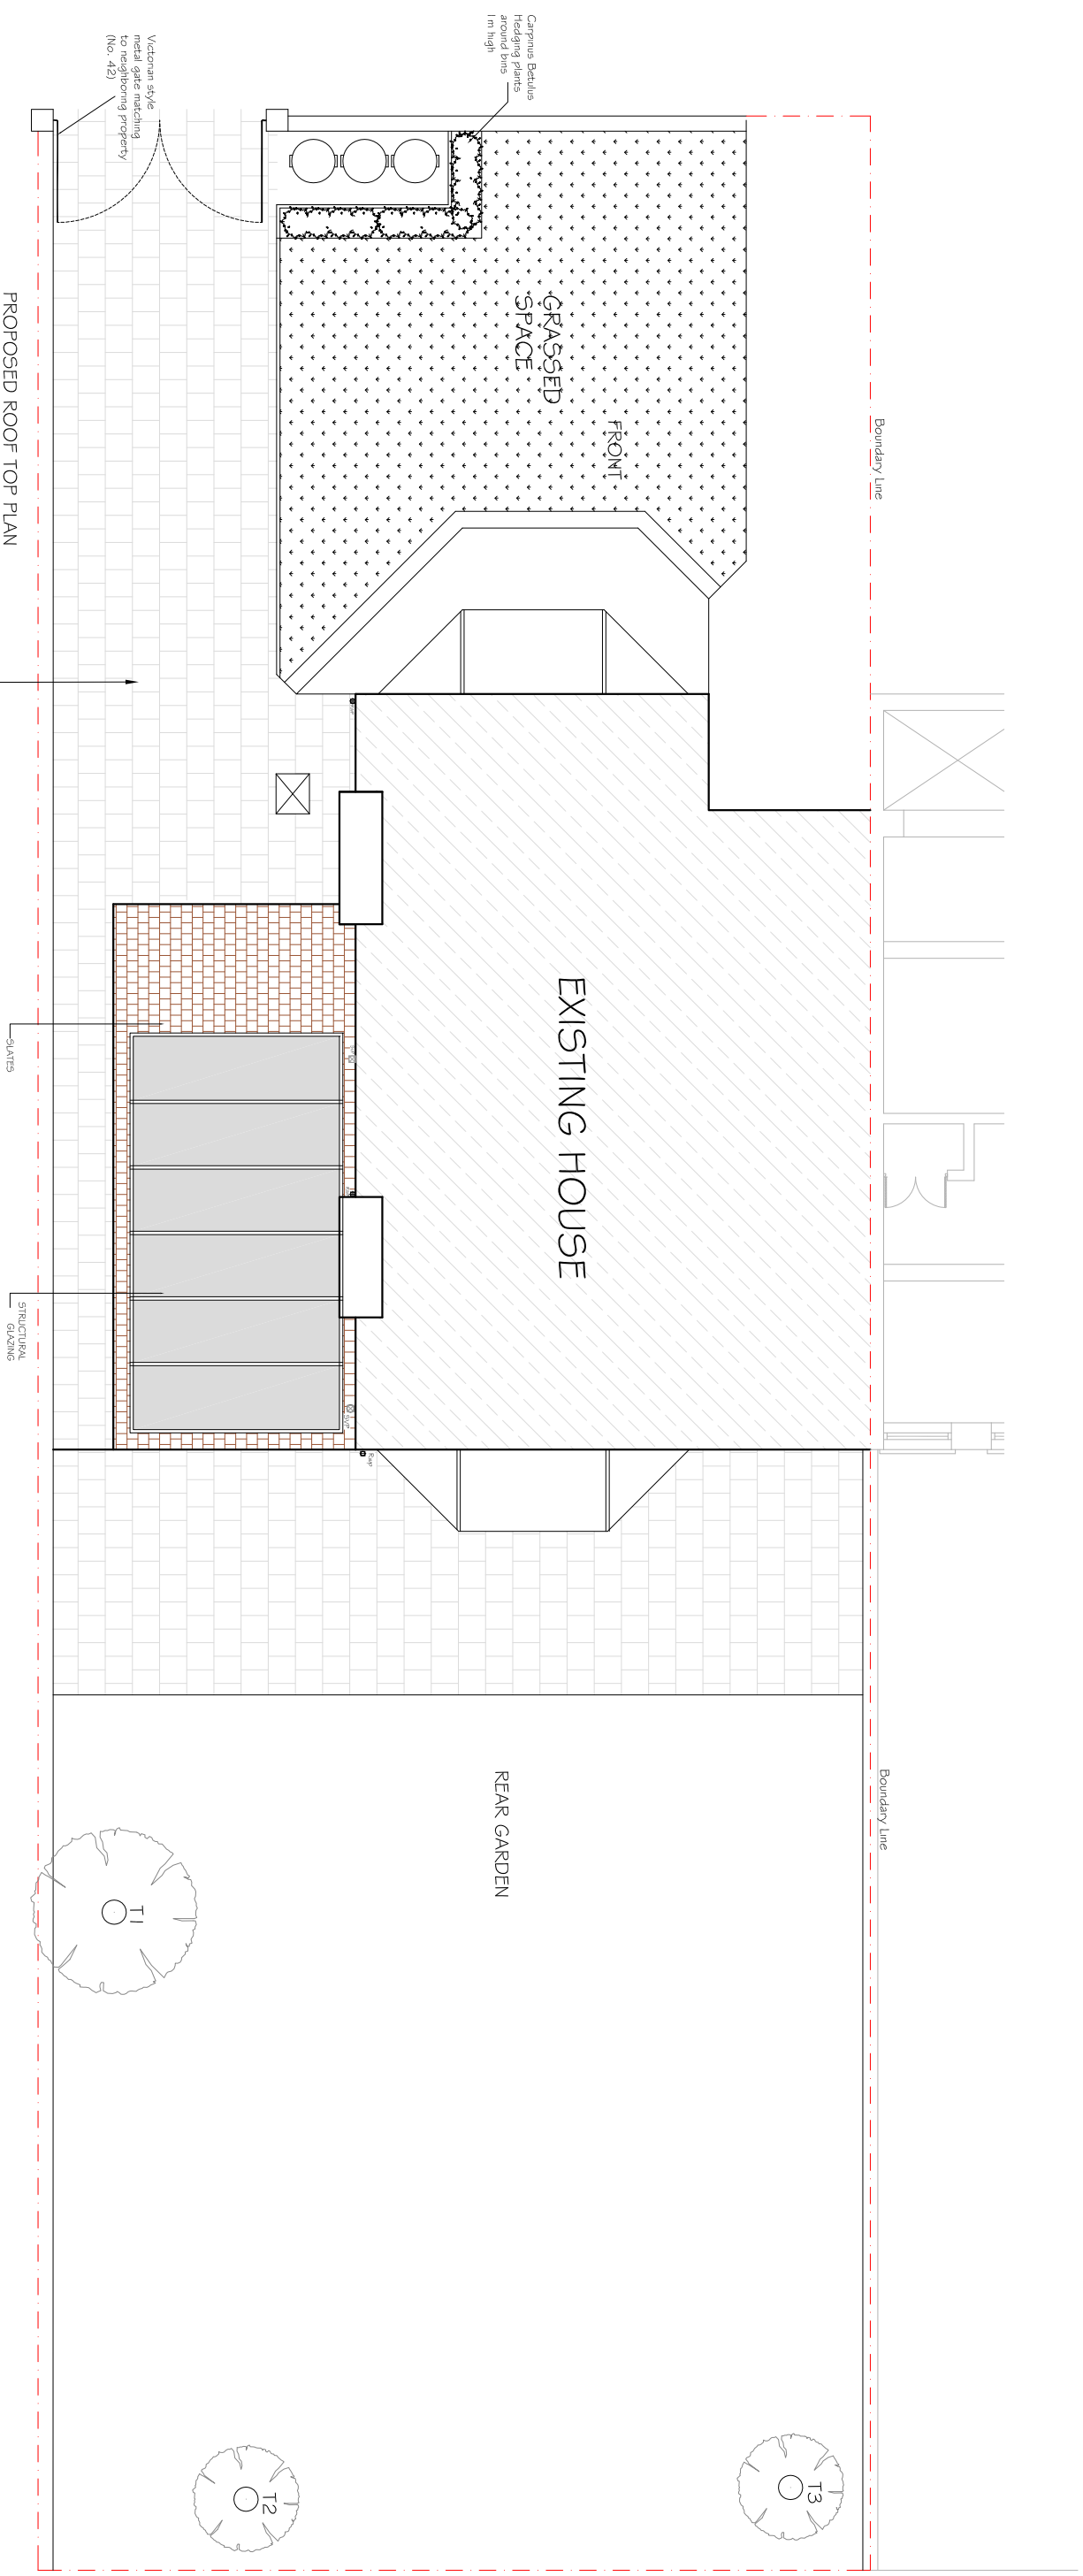 Carpinus Betulus
Hedging plants
around bins
1m high
Victorian style
metal gate matching
to neighboring property
(No. 42)
GRASSED
SPACE
FRONT
Boundary Line
PROPOSED ROOF TOP PLAN
EXISTING HOUSE
SLATES
STRUCTURAL
GLAZING
SVP
Rwp
REAR GARDEN
Boundary Line
T1
T2
T3